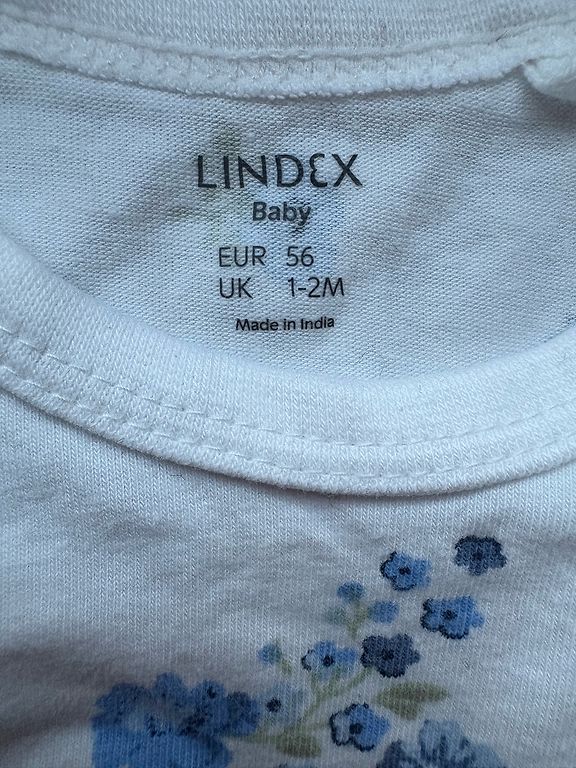 LINDEX
Baby
EUR 56
UK 1-2M
Made in India